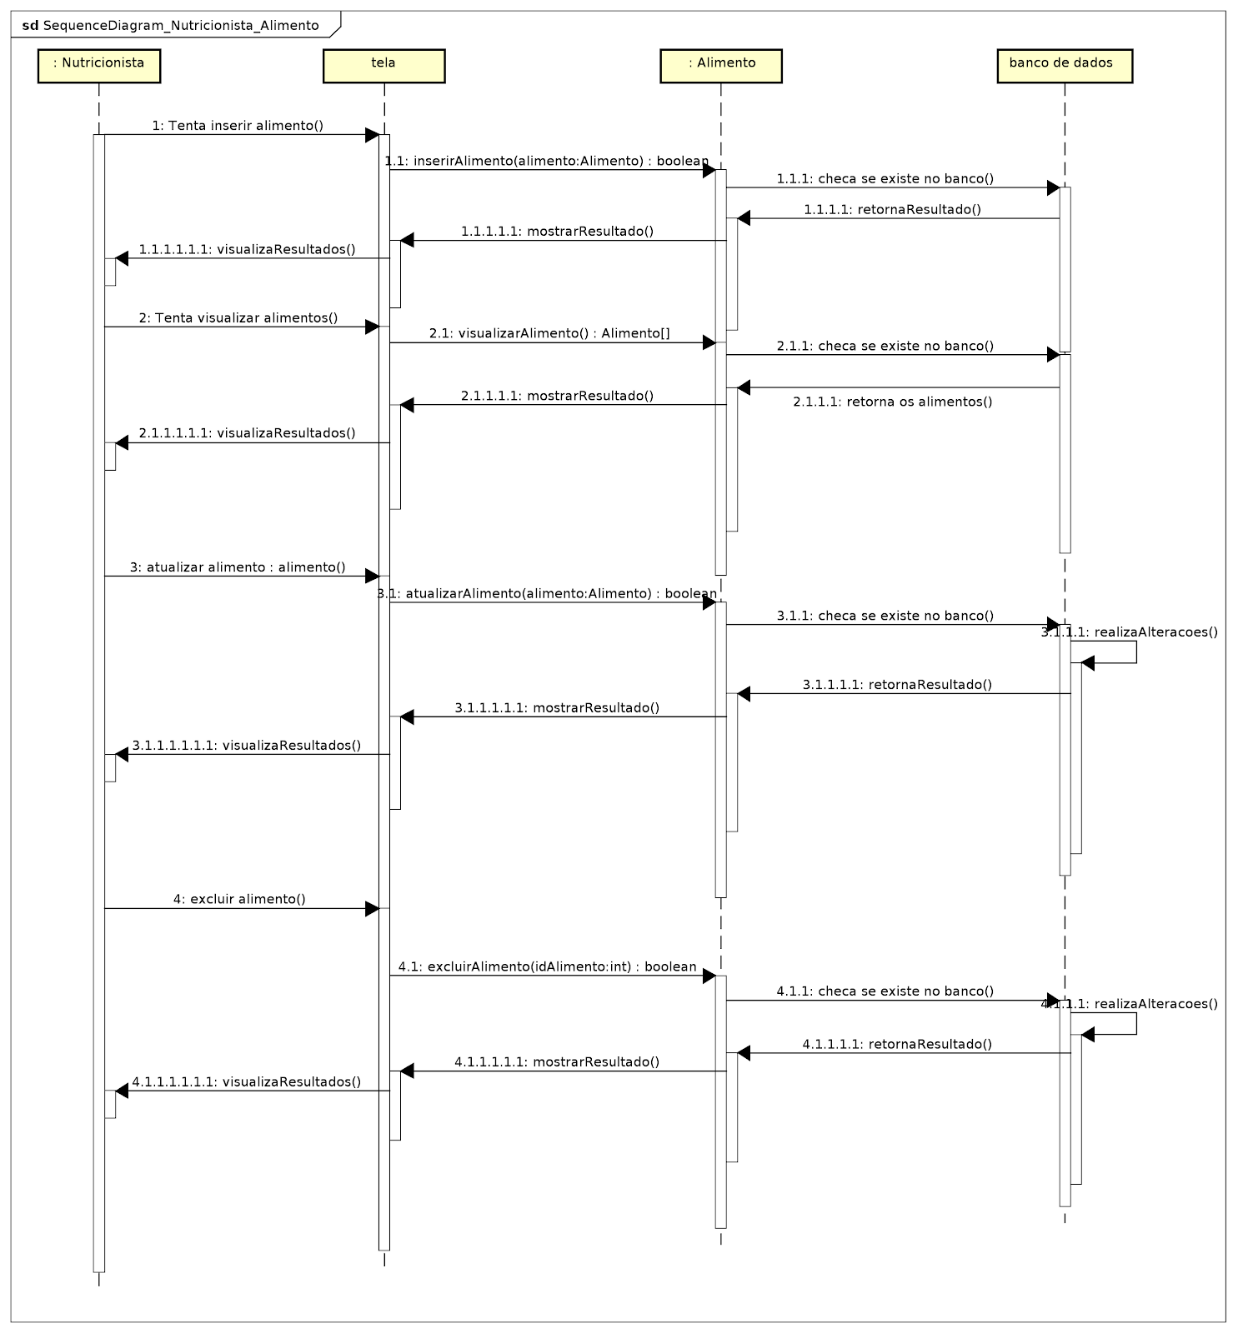 sd SequenceDiagram_Nutricionista_Alimento
: Nutricionista
tela
: Alimento
banco de dados
1: Tenta inserir alimento()
1.1: inserirAlimento(alimento:Alimento) : boolean
1.1.1: checa se existe no banco()
1.1.1.1: retornaResultado()
1.1.1.1.1: mostrarResultado()
1.1.1.1.1.1: visualizaResultados()
2: Tenta visualizar alimentos()
2.1: visualizarAlimento() : Alimento[]
2.1.1: checa se existe no banco()
2.1.1.1: retorna os alimentos()
2.1.1.1.1: mostrarResultado()
2.1.1.1.1.1: visualizaResultados()
3: atualizar alimento : alimento()
3.1: atualizarAlimento(alimento:Alimento) : boolean
3.1.1: checa se existe no banco()
3.1.1.1: realizaAlteracoes()
3.1.1.1.1: retornaResultado()
3.1.1.1.1.1: mostrarResultado()
3.1.1.1.1.1.1: visualizaResultados()
4: excluir alimento()
4.1: excluirAlimento(idAlimento:int) : boolean
4.1.1: checa se existe no banco()
4.1.1.1: realizaAlteracoes()
4.1.1.1.1: retornaResultado()
4.1.1.1.1.1: mostrarResultado()
4.1.1.1.1.1.1: visualizaResultados()